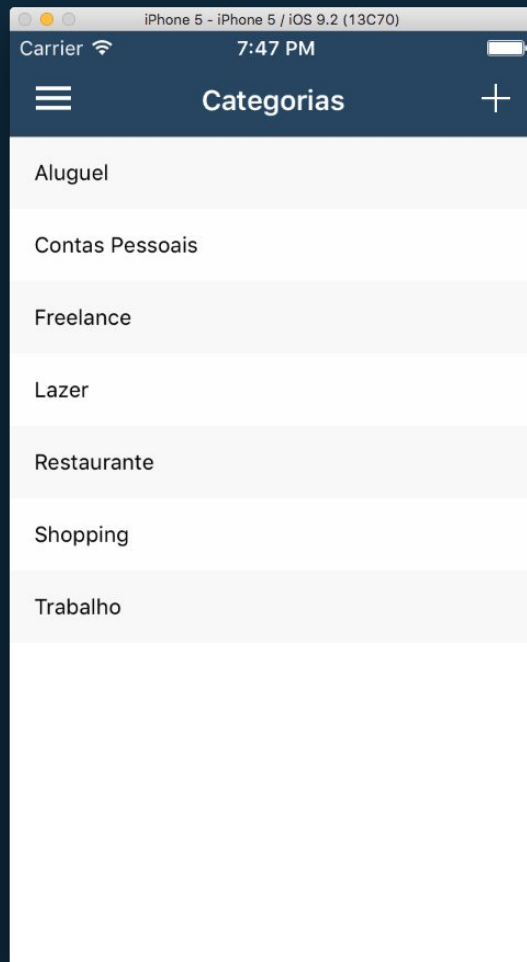 iPhone 5 - iPhone 5 / iOS 9.2 (13C70)
Carrier 7:47 PM
Categorias
Aluguel
Contas Pessoais
Freelance
Lazer
Restaurante
Shopping
Trabalho